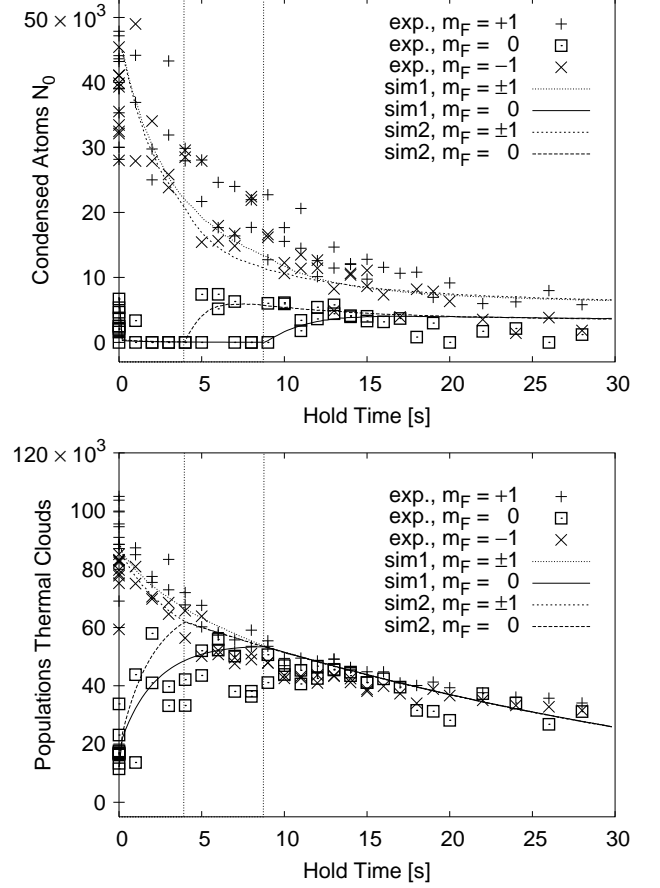 50 × 10³
40
30
20
10
0
Condensed Atoms N₀
exp., m_F = +1
exp., m_F = 0
exp., m_F = −1
sim1, m_F = ±1
sim1, m_F = 0
sim2, m_F = ±1
sim2, m_F = 0
0 5 10 15 20 25 30
Hold Time [s]
120 × 10³
100
80
60
40
20
0
Populations Thermal Clouds
exp., m_F = +1
exp., m_F = 0
exp., m_F = −1
sim1, m_F = ±1
sim1, m_F = 0
sim2, m_F = ±1
sim2, m_F = 0
0 5 10 15 20 25 30
Hold Time [s]